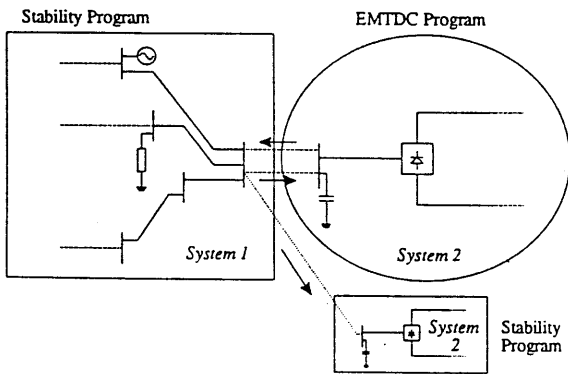 Stability Program
EMTDC Program
System 1
System 2
System
2
Stability
Program